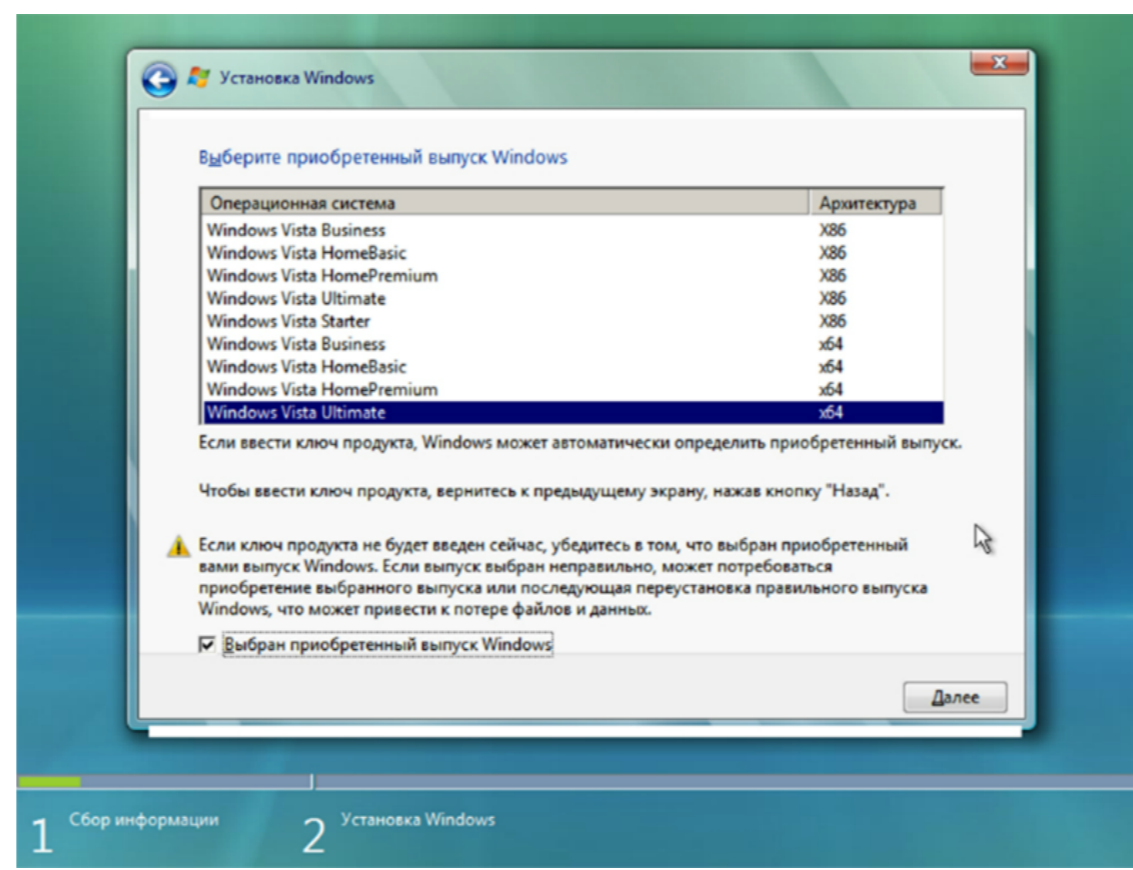 Установка Windows
Выберите приобретенный выпуск Windows
Операционная система Архитектура
Windows Vista Business X86
Windows Vista HomeBasic X86
Windows Vista HomePremium X86
Windows Vista Ultimate X86
Windows Vista Starter X86
Windows Vista Business x64
Windows Vista HomeBasic x64
Windows Vista HomePremium x64
Windows Vista Ultimate x64
Если ввести ключ продукта, Windows может автоматически определить приобретенный выпуск.
Чтобы ввести ключ продукта, вернитесь к предыдущему экрану, нажав кнопку "Назад".
Если ключ продукта не будет введен сейчас, убедитесь в том, что выбран приобретенный
вами выпуск Windows. Если выпуск выбран неправильно, может потребоваться
приобретение выбранного выпуска или последующая переустановка правильного выпуска
Windows, что может привести к потере файлов и данных.
Выбран приобретенный выпуск Windows
Далее
1 Сбор информации 2 Установка Windows